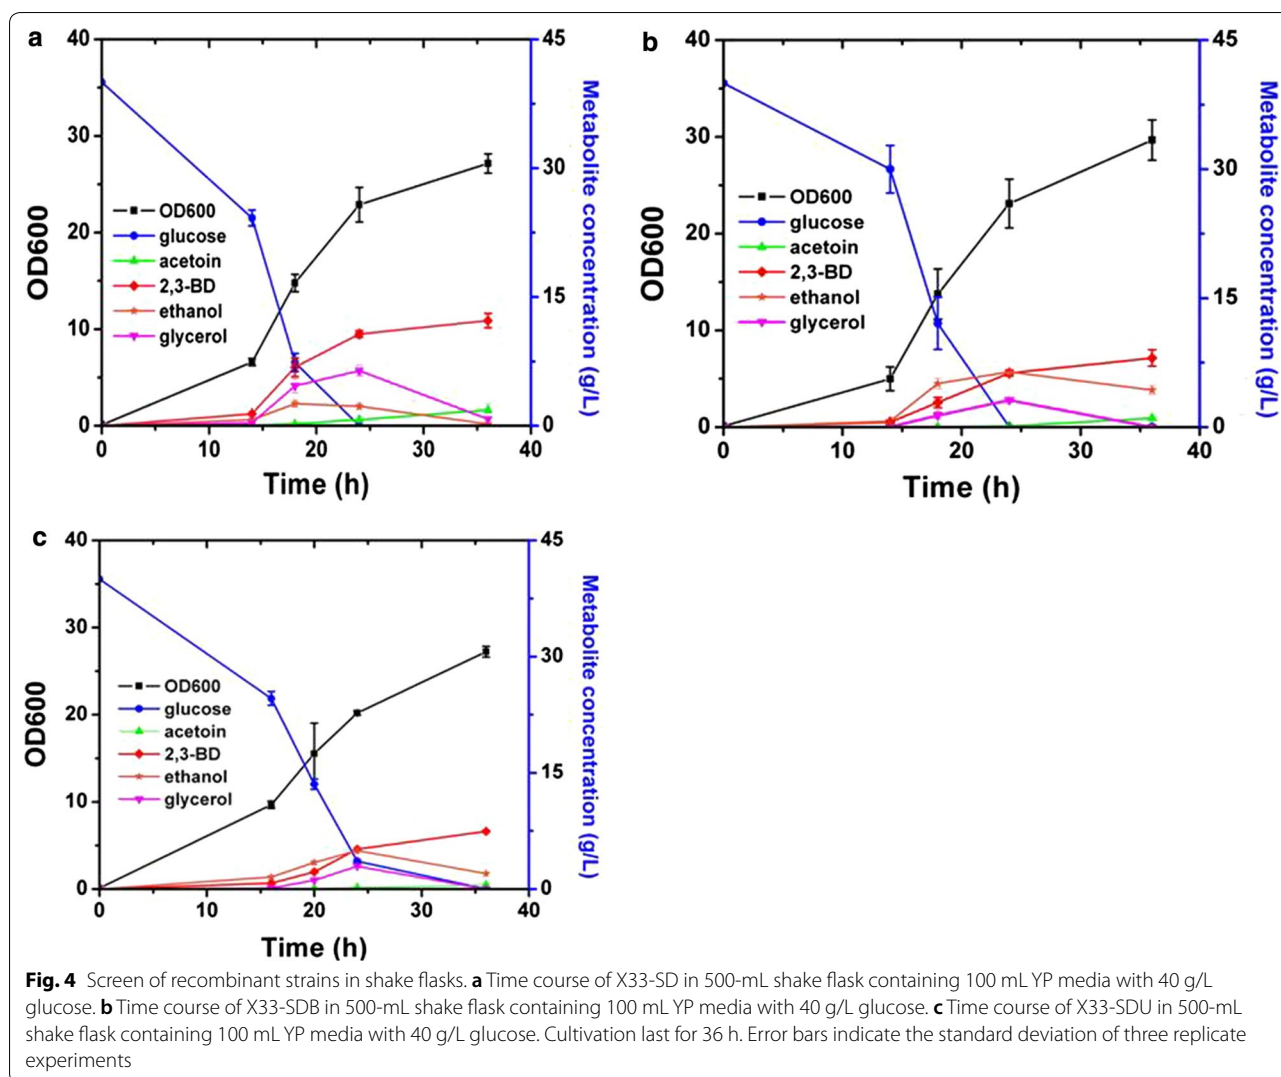 a
40
30
20
10
0
OD600
OD600
glucose
acetoin
2,3-BD
ethanol
glycerol
45
30
15
0
Metabolite concentration (g/L)
0
10
20
30
40
Time (h)
b
40
30
20
10
0
OD600
OD600
glucose
acetoin
2,3-BD
ethanol
glycerol
45
30
15
0
Metabolite concentration (g/L)
0
10
20
30
40
Time (h)
c
40
30
20
10
0
OD600
OD600
glucose
acetoin
2,3-BD
ethanol
glycerol
45
30
15
0
Metabolite concentration (g/L)
0
10
20
30
40
Time (h)
Fig. 4 Screen of recombinant strains in shake flasks. a Time course of X33-SD in 500-mL shake flask containing 100 mL YP media with 40 g/L
glucose. b Time course of X33-SDB in 500-mL shake flask containing 100 mL YP media with 40 g/L glucose. c Time course of X33-SDU in 500-mL
shake flask containing 100 mL YP media with 40 g/L glucose. Cultivation last for 36 h. Error bars indicate the standard deviation of three replicate
experiments